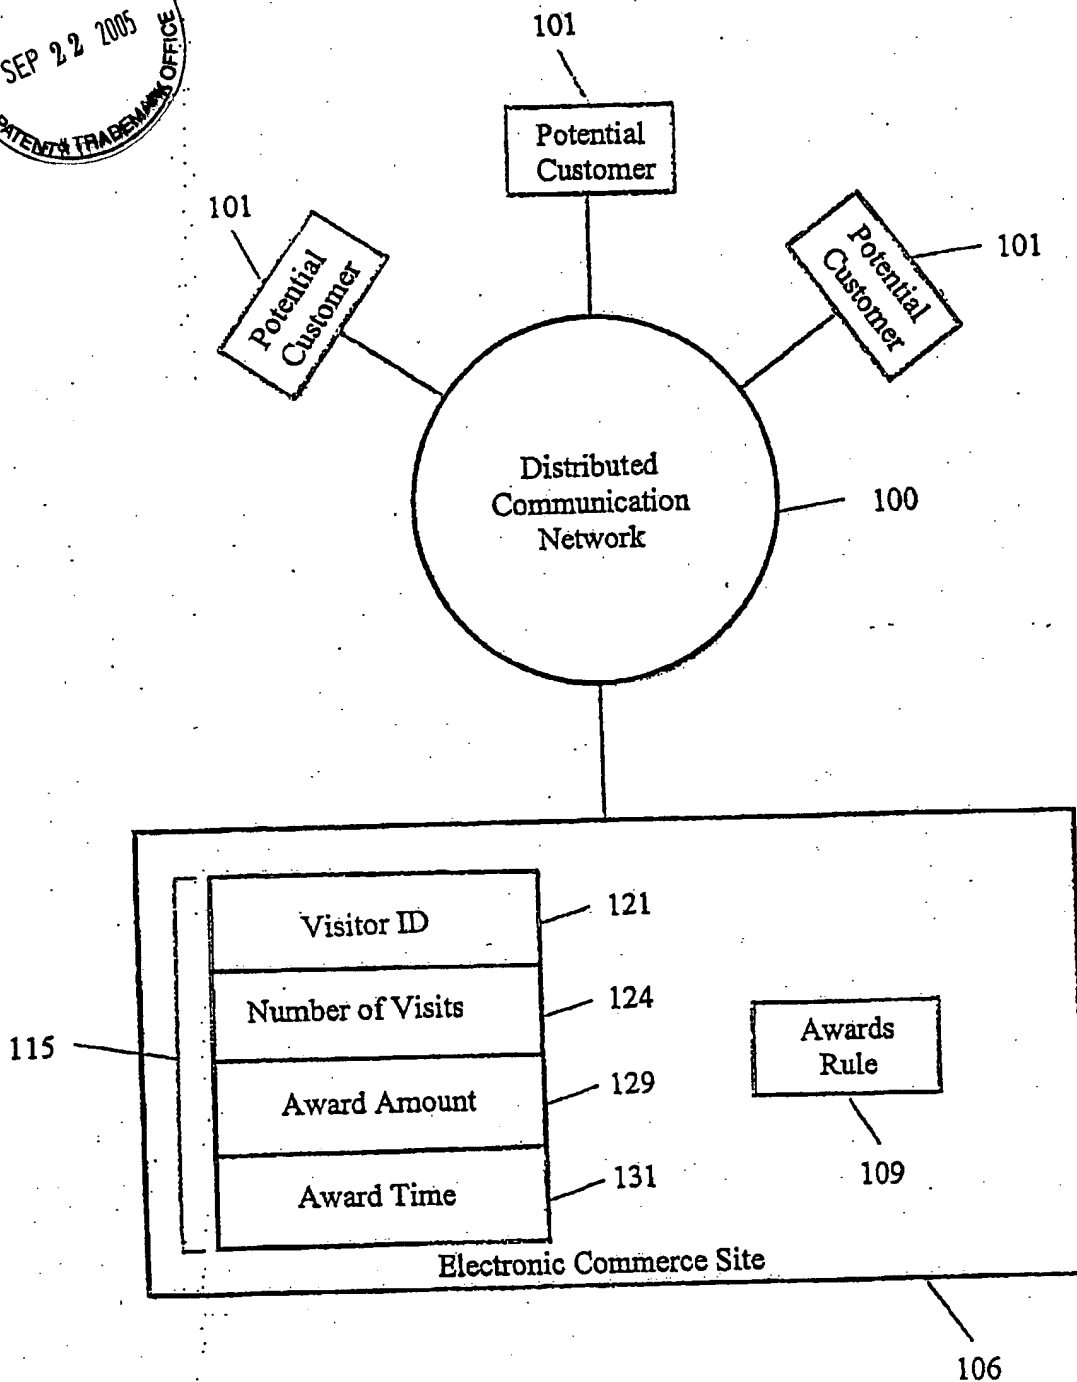 SEP 22 2005
PATENT & TRADEMARK OFFICE
101
Potential
Customer
101
Potential
Customer
101
Potential
Customer
Distributed
Communication
Network
100
Visitor ID
121
Number of Visits
124
115
Award Amount
129
Award Time
131
Awards
Rule
109
Electronic Commerce Site
106